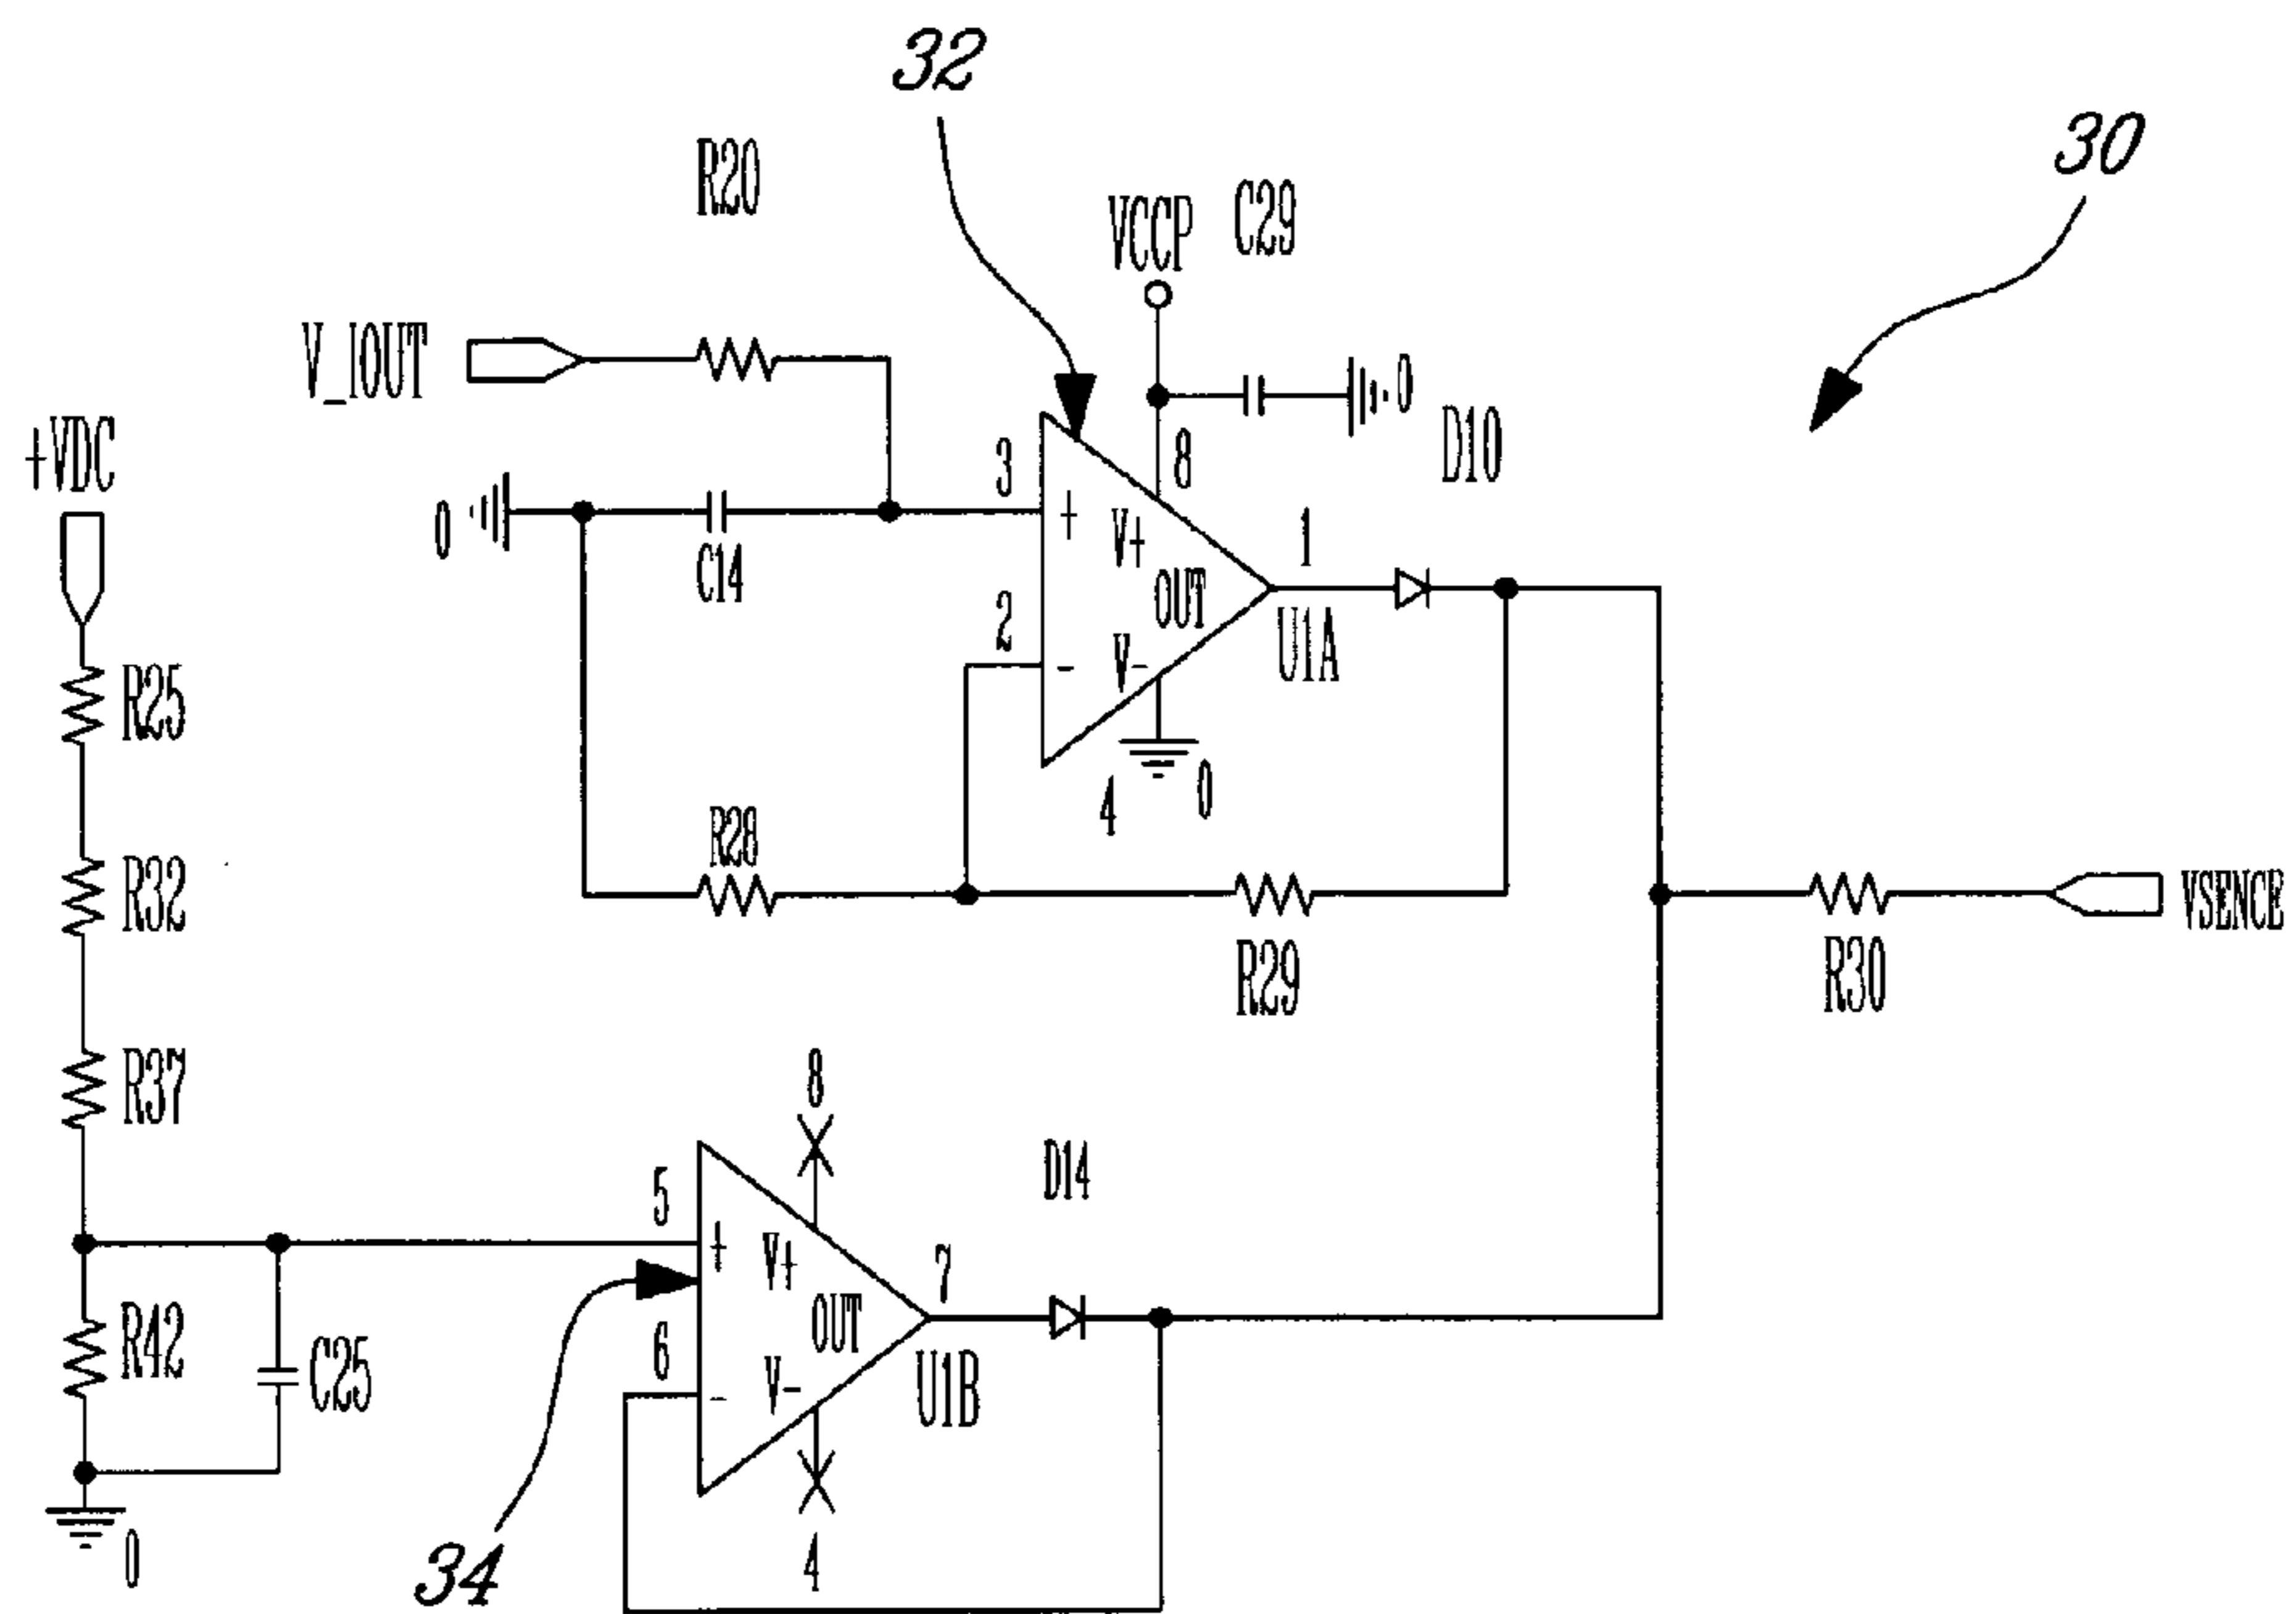 32
30
R20
VCCP
C29
V_IOUT
+VDC
0
D10
3
8
0
+
V+
1
C14
OUT
2
U1A
V-
-
R25
4
0
R28
R32
VSENCE
R29
R30
R37
8
D14
5
+
V+
7
R42
OUT
6
C25
V-
-
U1B
0
4
34